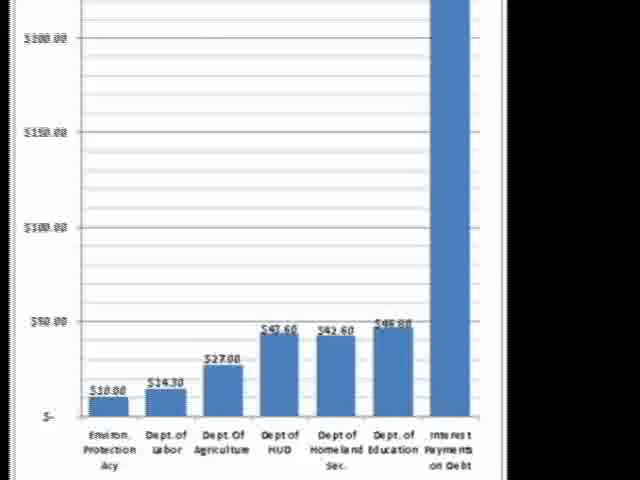 $200.00
$150.00
$100.00
$50.00
$-
$10.00
$14.30
$27.00
$43.60
$42.60
$46.80
Environ. Protection Acy
Dept. of Labor
Dept. Of Agriculture
Dept of HUD
Dept of Homeland Sec.
Dept. of Education
Interest Payments on Debt